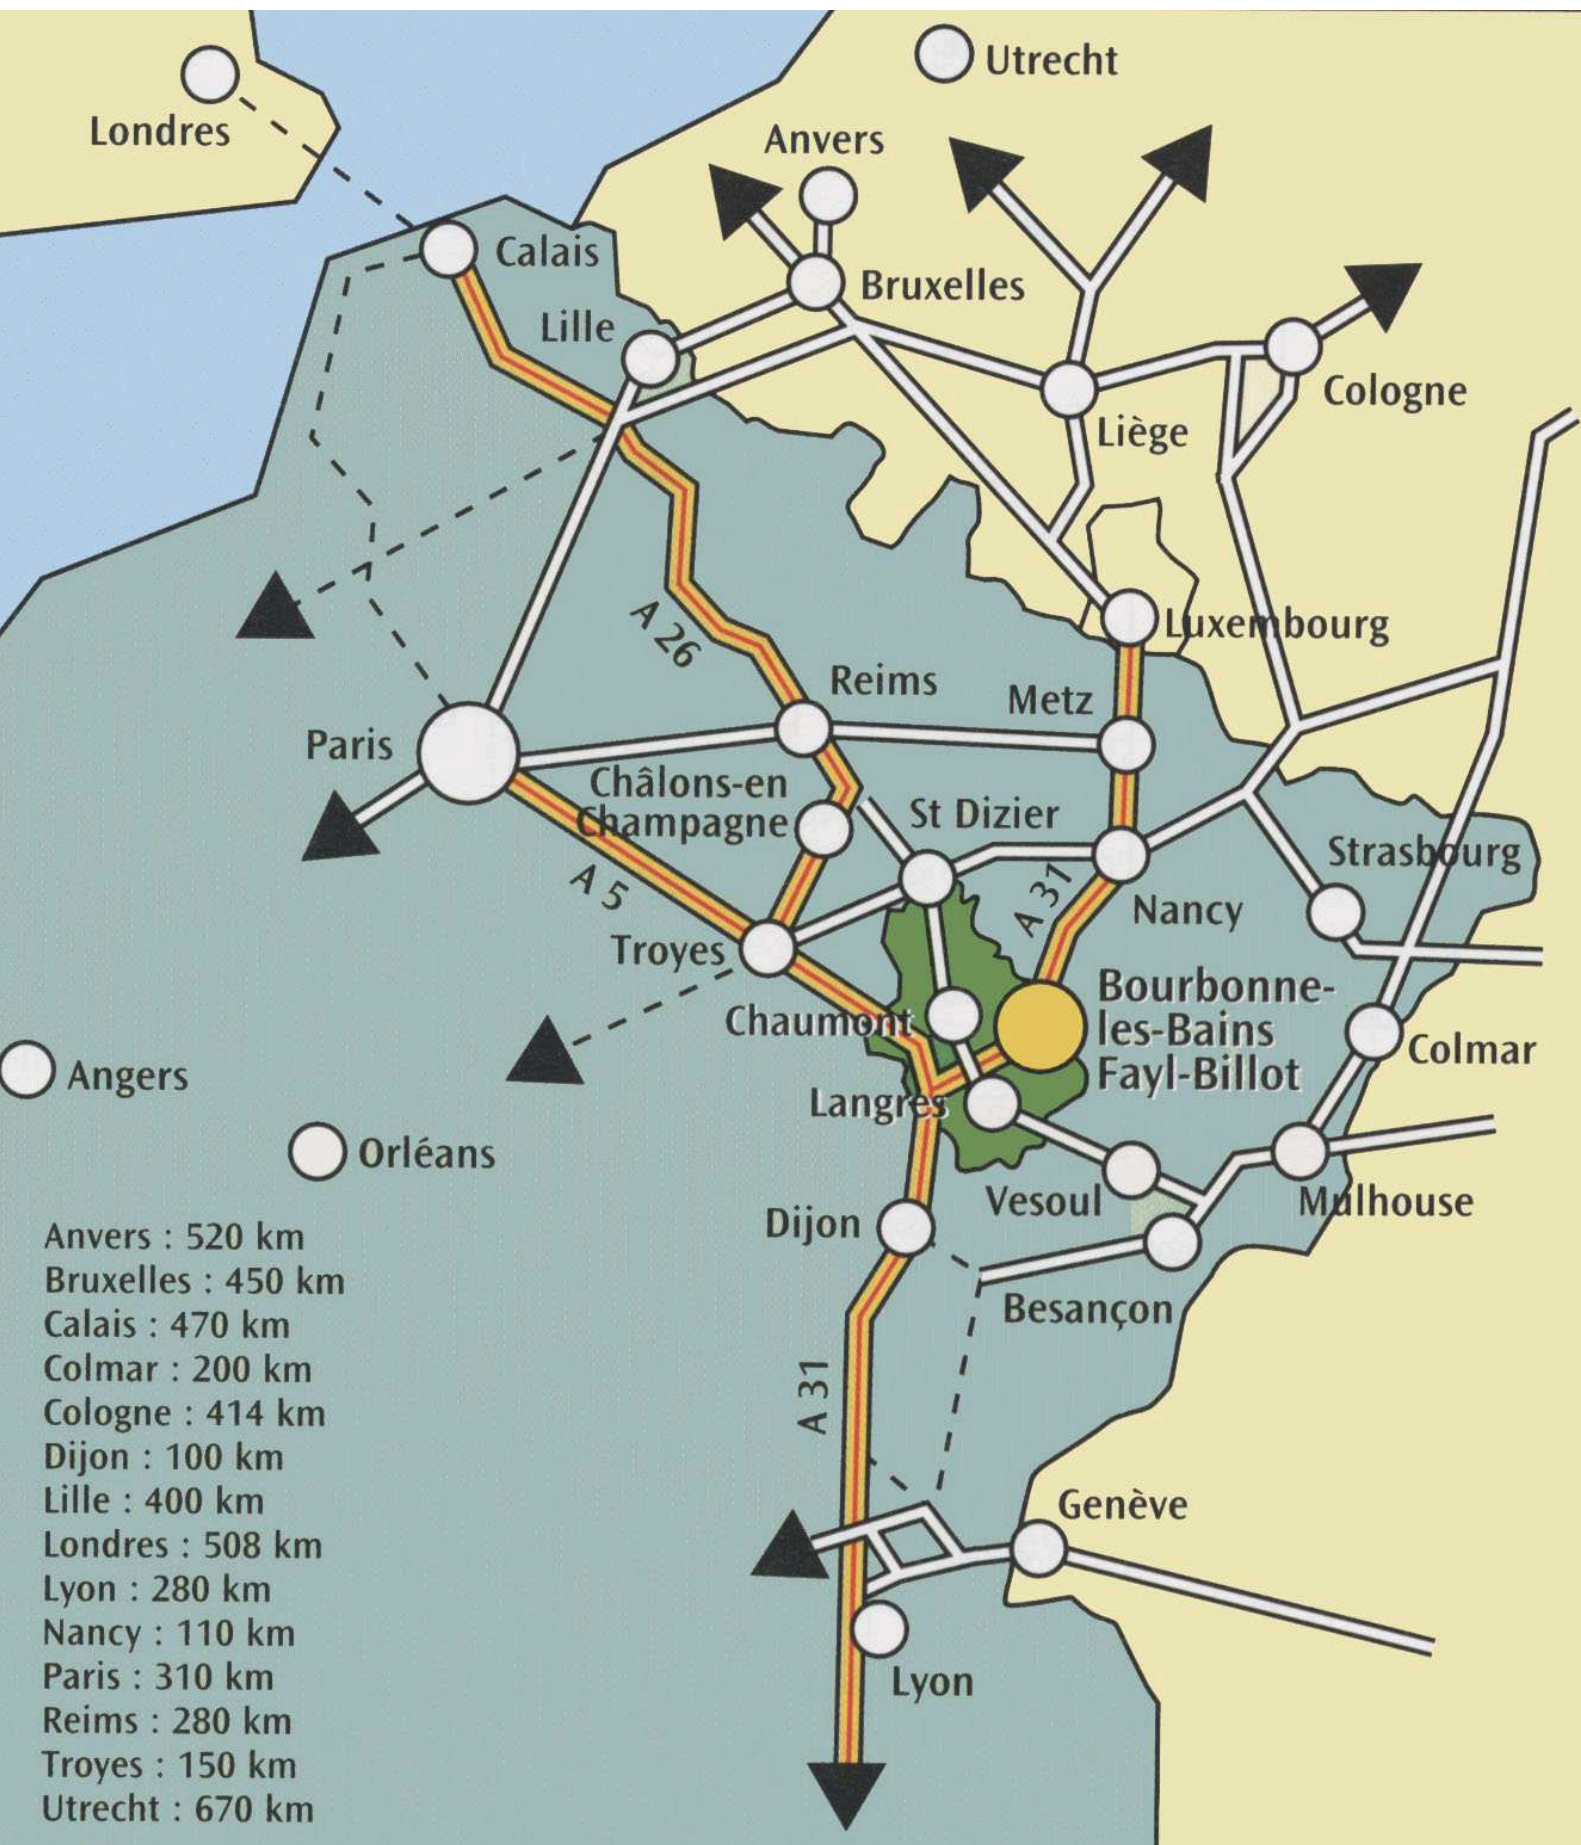 Utrecht
Londres
Anvers
Calais
Bruxelles
Lille
Cologne
Liège
A 26
Luxembourg
Reims
Metz
Paris
Châlons-en
Champagne
St Dizier
Strasbourg
A 5
A 31
Nancy
Troyes
Bourbonne-
les-Bains
Fayl-Billot
Chaumont
Colmar
Angers
Langres
Orléans
Vesoul
Mulhouse
Dijon
Besançon
A 31
Genève
Lyon
Anvers : 520 km
Bruxelles : 450 km
Calais : 470 km
Colmar : 200 km
Cologne : 414 km
Dijon : 100 km
Lille : 400 km
Londres : 508 km
Lyon : 280 km
Nancy : 110 km
Paris : 310 km
Reims : 280 km
Troyes : 150 km
Utrecht : 670 km